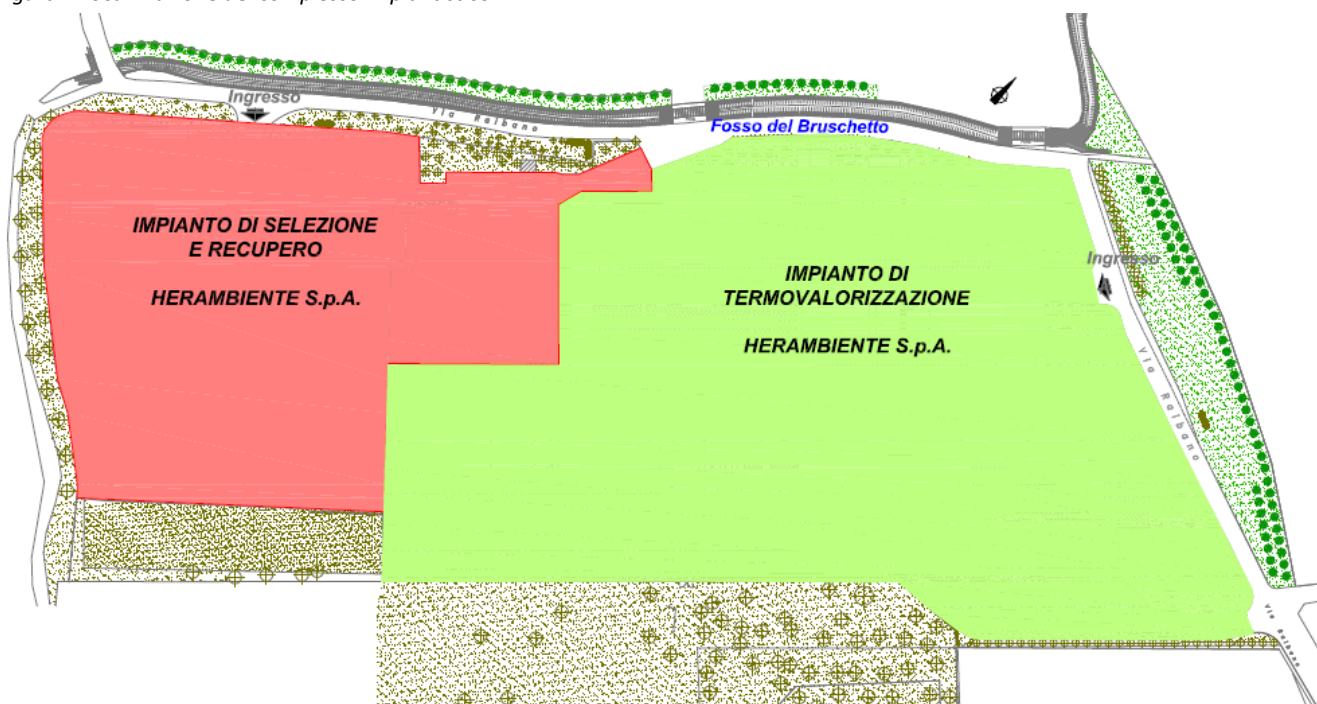 Ingresso
Via Raibano
Fosso del Bruschetto
IMPIANTO DI SELEZIONE
E RECUPERO
HERAMBIENTE S.p.A.
IMPIANTO DI
TERMOVALORIZZAZIONE
HERAMBIENTE S.p.A.
Ingresso
Via Raibano
Via Raibano